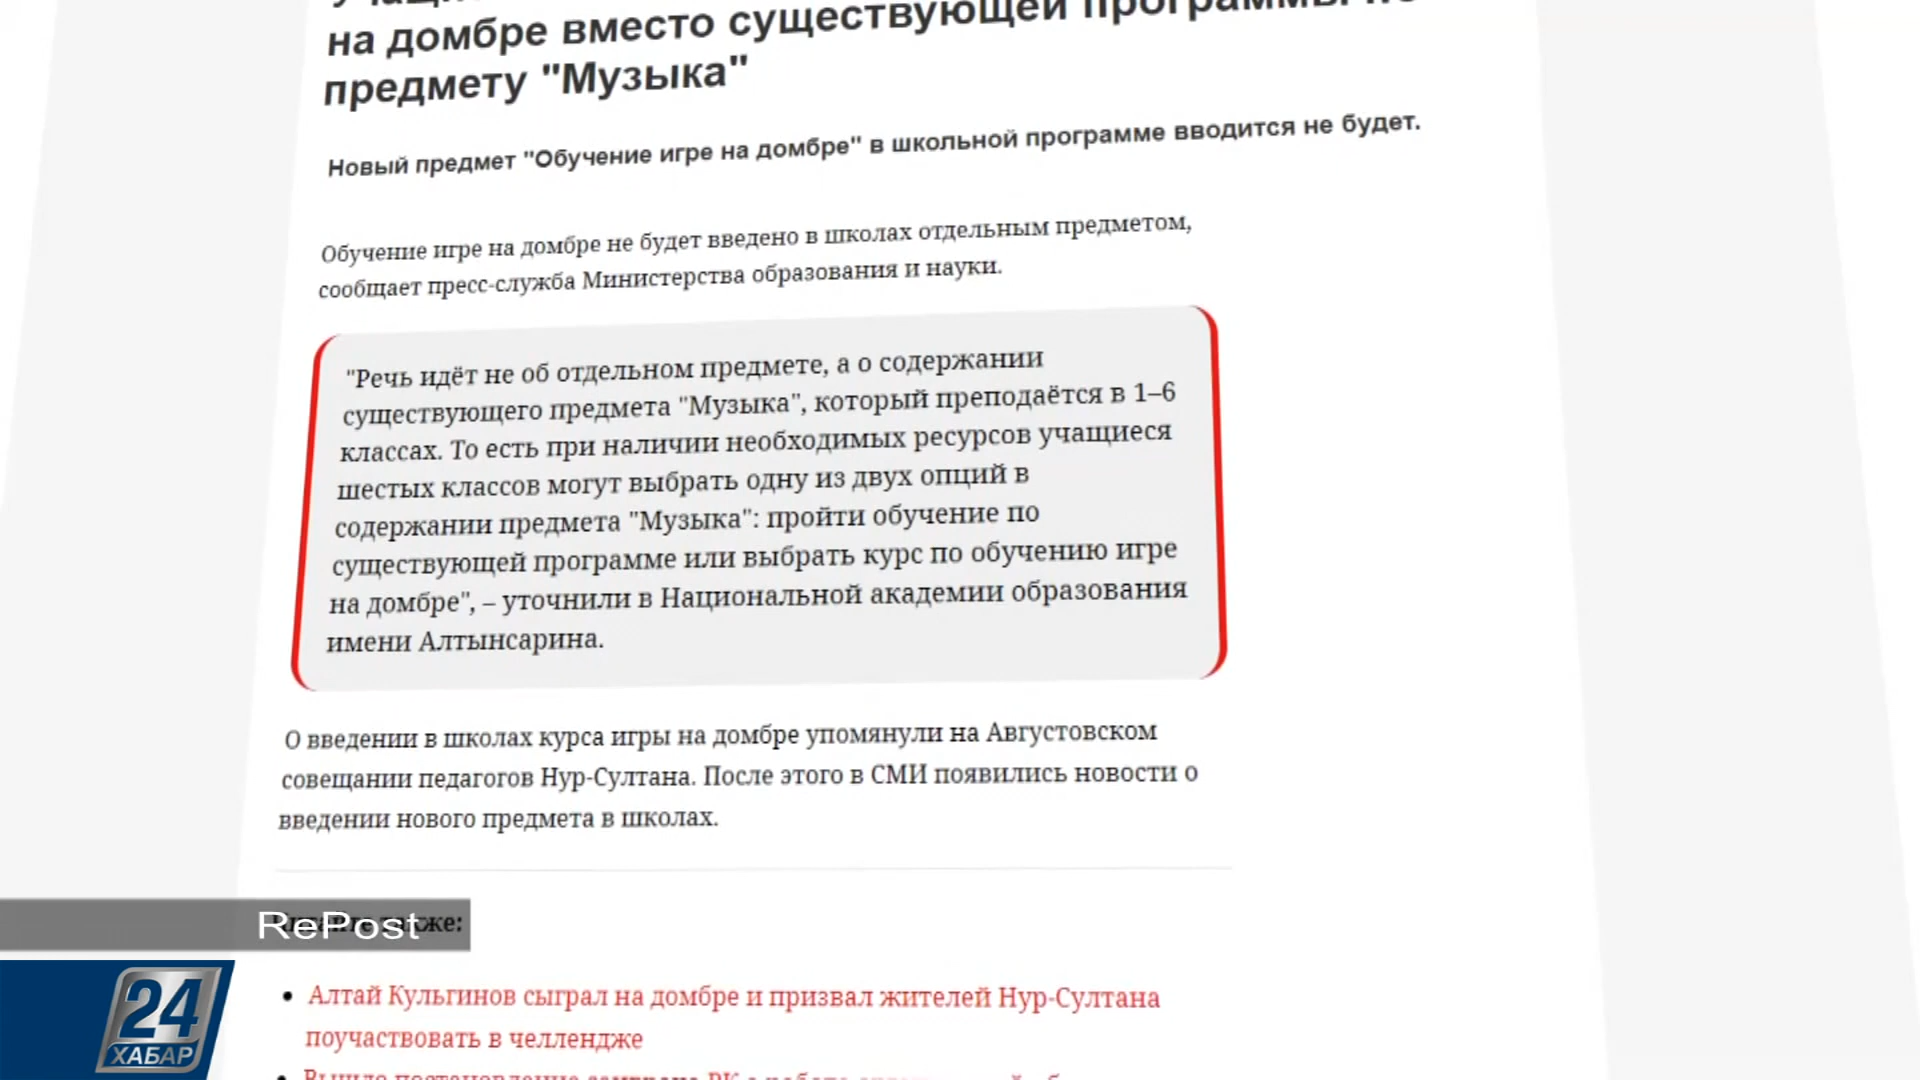 на домбре вместо существующей программы по
предмету "Музыка"
Новый предмет "Обучение игре на домбре" в школьной программе вводится не будет.
Обучение игре на домбре не будет введено в школах отдельным предметом,
сообщает пресс-служба Министерства образования и науки.
"Речь идёт не об отдельном предмете, а о содержании
существующего предмета "Музыка", который преподаётся в 1–6
классах. То есть при наличии необходимых ресурсов учащиеся
шестых классов могут выбрать одну из двух опций в
содержании предмета "Музыка": пройти обучение по
существующей программе или выбрать курс по обучению игре
на домбре", – уточнили в Национальной академии образования
имени Алтынсарина.
О введении в школах курса игры на домбре упомянули на Августовском
совещании педагогов Нур-Султана. После этого в СМИ появились новости о
введении нового предмета в школах.
RePost
24
ХАБАР
Алтай Кульгинов сыграл на домбре и призвал жителей Нур-Султана
поучаствовать в челлендже